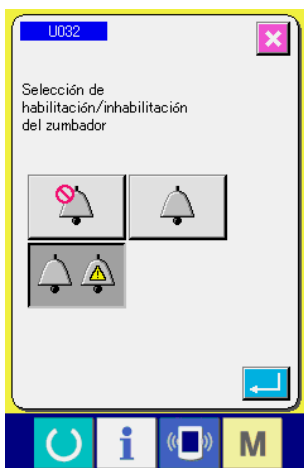 U032
Selección de
habilitación/inhabilitación
del zumbador
i
M